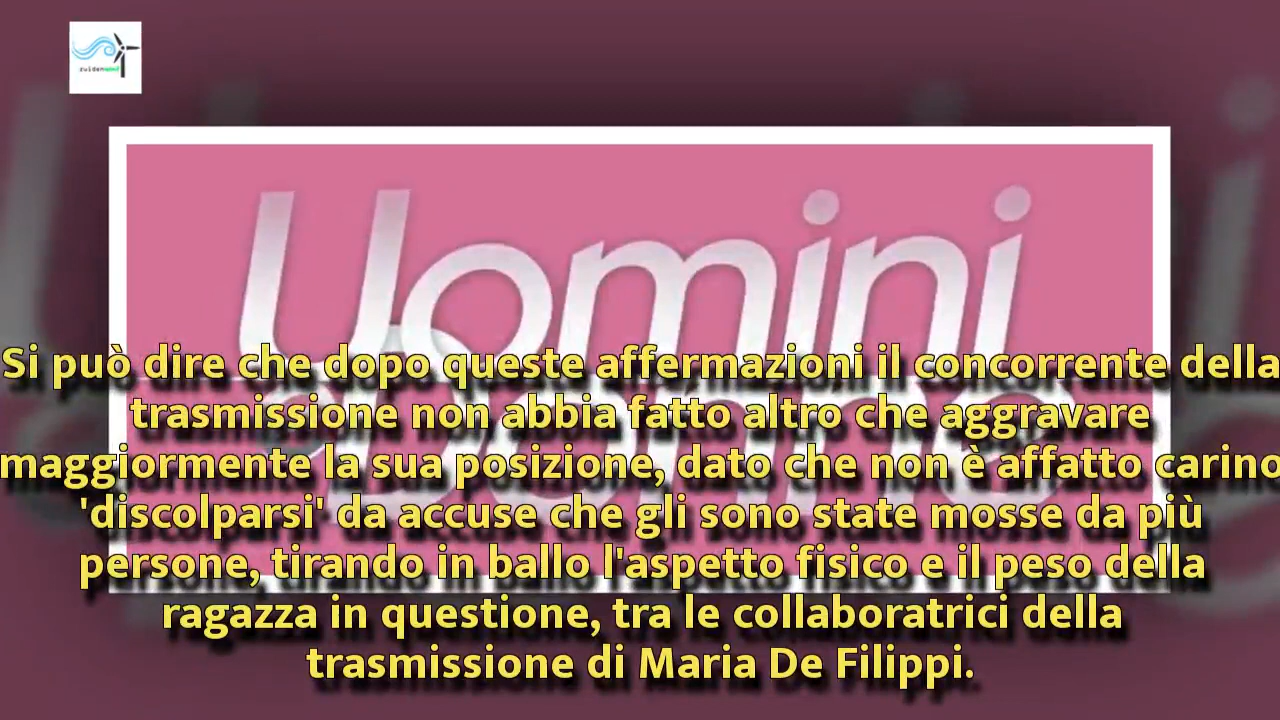 zuidenwind
Uomini
e Donne
Si può dire che dopo queste affermazioni il concorrente della
trasmissione non abbia fatto altro che aggravare
maggiormente la sua posizione, dato che non è affatto carino
'discolparsi' da accuse che gli sono state mosse da più
persone, tirando in ballo l'aspetto fisico e il peso della
ragazza in questione, tra le collaboratrici della
trasmissione di Maria De Filippi.